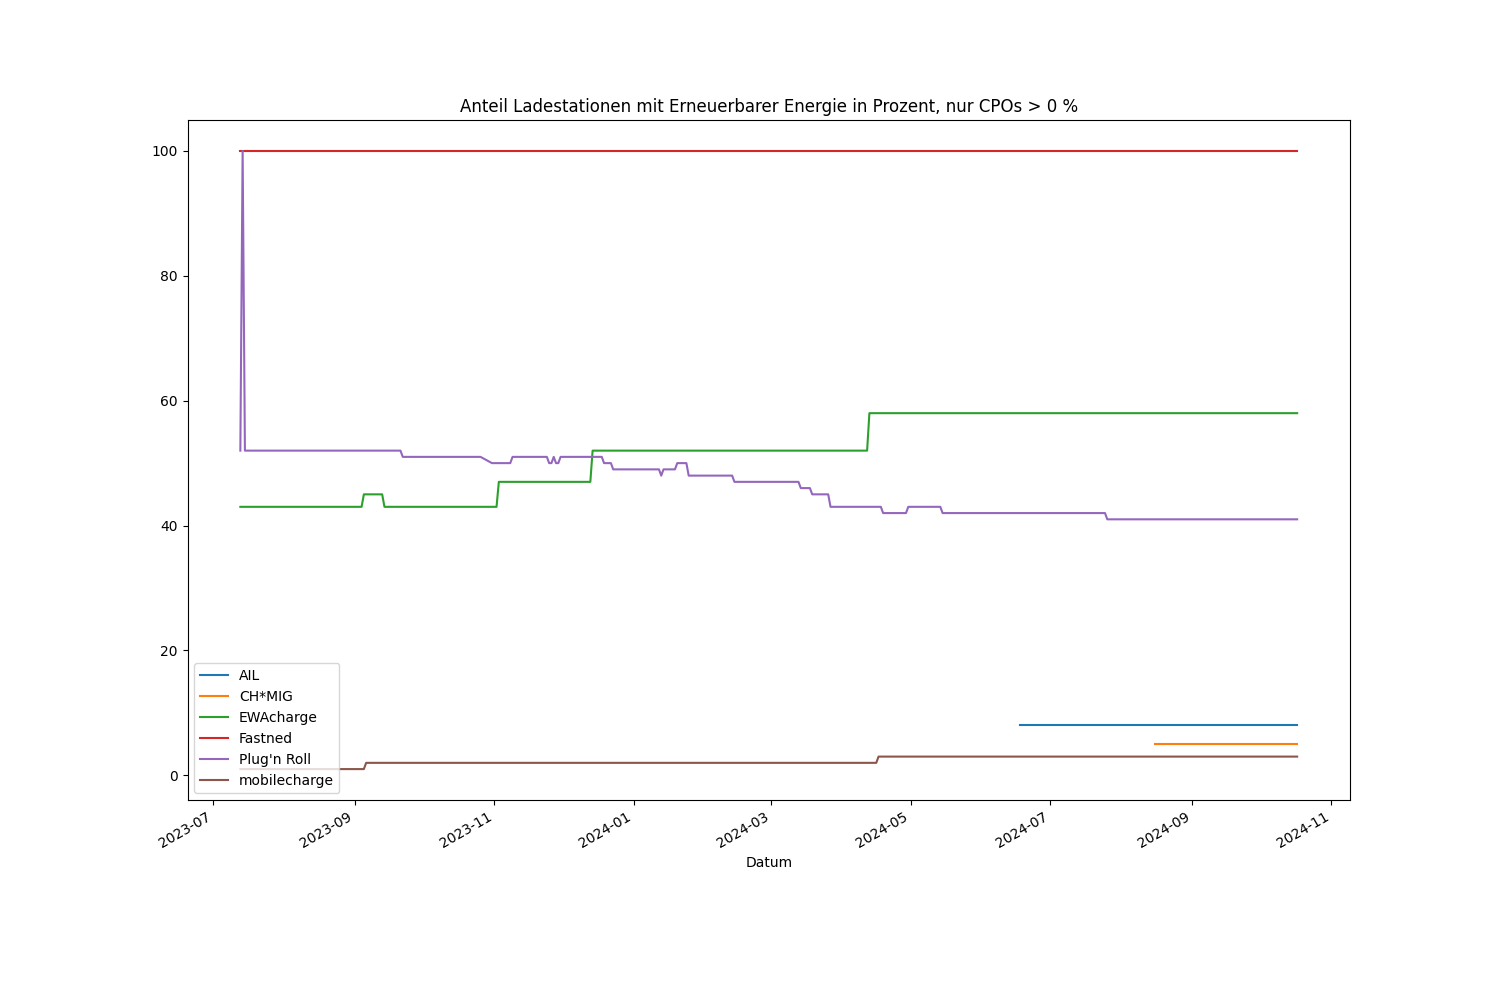 Anteil Ladestationen mit Erneuerbarer Energie in Prozent, nur CPOs > 0 %
100
80
60
40
20
0
AIL
CH*MIG
EWAcharge
Fastned
Plug'n Roll
mobilecharge
2023-07
2023-09
2023-11
2024-01
2024-03
2024-05
2024-07
2024-09
2024-11
Datum